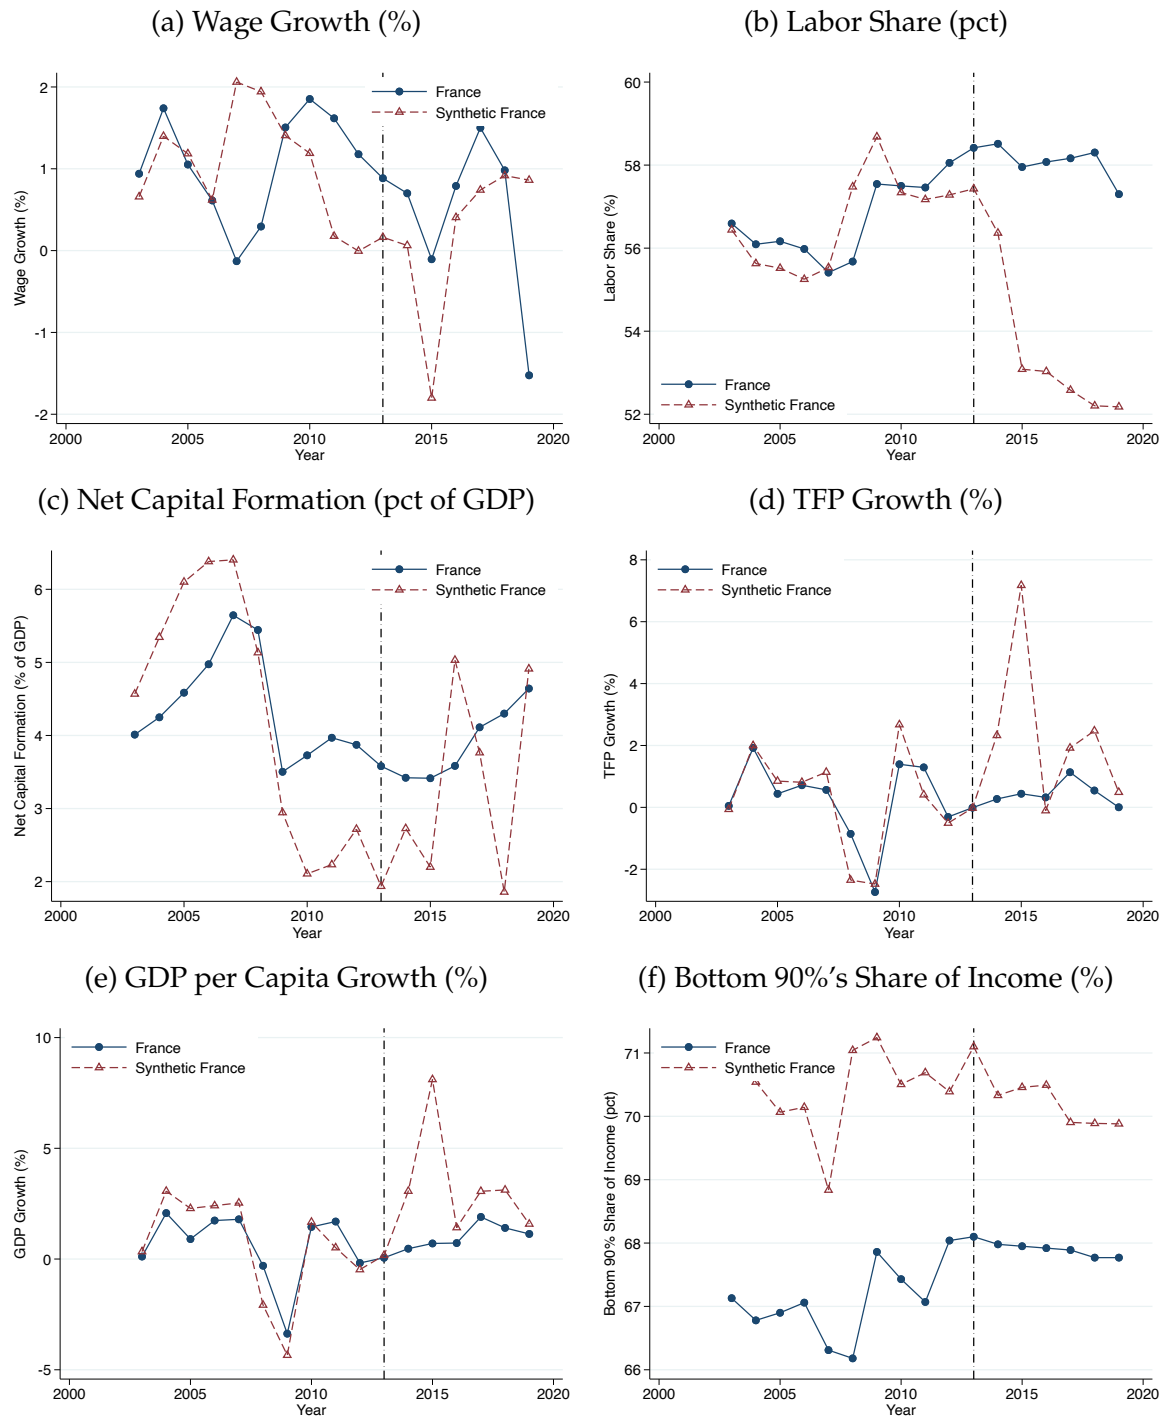 (a) Wage Growth (%)
Wage Growth (%)
2
1
0
-1
-2
France
Synthetic France
2000 2005 2010 2015 2020
Year
(b) Labor Share (pct)
Labor Share (%)
60
58
56
54
52
France
Synthetic France
2000 2005 2010 2015 2020
Year
(c) Net Capital Formation (pct of GDP)
Net Capital Formation (% of GDP)
6
5
4
3
2
France
Synthetic France
2000 2005 2010 2015 2020
Year
(d) TFP Growth (%)
TFP Growth (%)
8
6
4
2
0
-2
France
Synthetic France
2000 2005 2010 2015 2020
Year
(e) GDP per Capita Growth (%)
GDP Growth (%)
10
5
0
-5
France
Synthetic France
2000 2005 2010 2015 2020
Year
(f) Bottom 90%'s Share of Income (%)
Bottom 90% Share of Income (pct)
71
70
69
68
67
66
France
Synthetic France
2000 2005 2010 2015 2020
Year